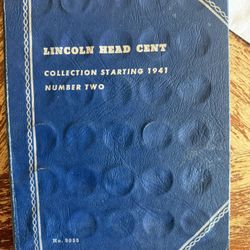 LINCOLN HEAD CENT
COLLECTION STARTING 1941
NUMBER TWO
No. 9030